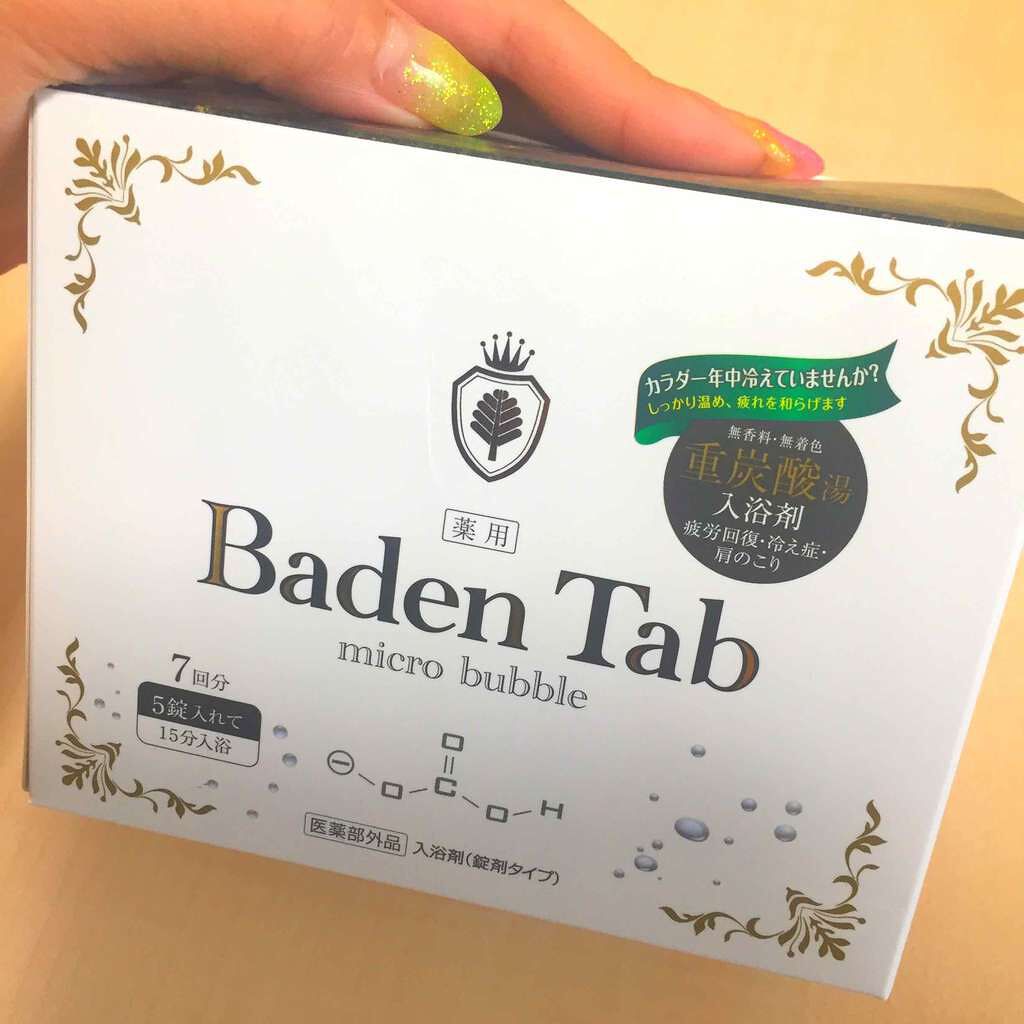 カラダ一年中冷えていませんか?
しっかり温め、疲れを和らげます
無香料・無着色
重炭酸湯
入浴剤
疲労回復・冷え症・
肩のこり
薬用
Baden Tab
micro bubble
7回分
5錠入れて
15分入浴
O
⊖ O C O H
医薬部外品 入浴剤(錠剤タイプ)